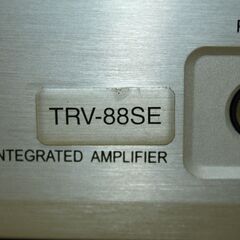 TRV-88SE
INTEGRATED AMPLIFIER